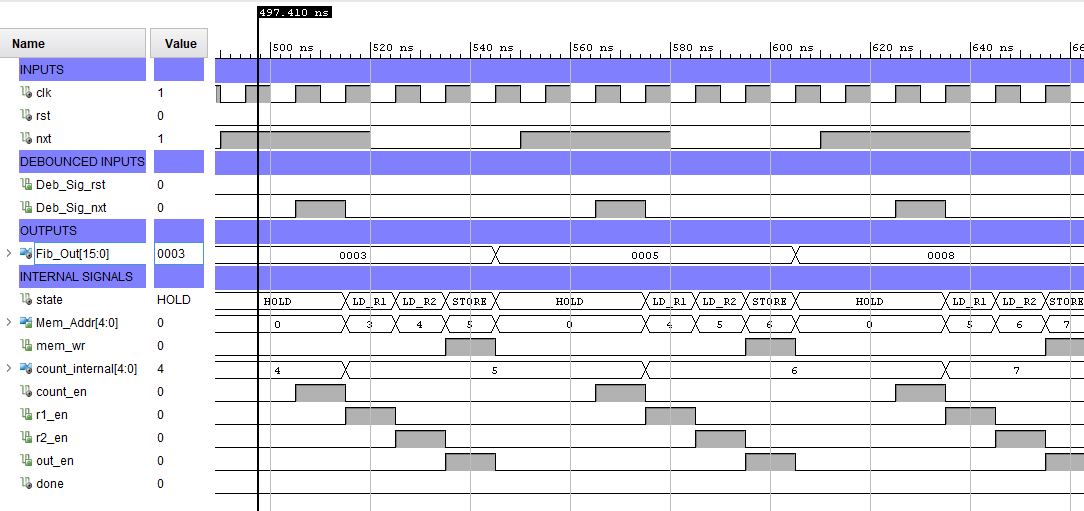 497.410 ns
Name Value
500 ns 520 ns 540 ns 560 ns 580 ns 600 ns 620 ns 640 ns 66
INPUTS
clk 1
rst 0
nxt 1
DEBOUNCED INPUTS
Deb_Sig_rst 0
Deb_Sig_nxt 0
OUTPUTS
Fib_Out[15:0] 0003 0003 0005 0008
INTERNAL SIGNALS
state HOLD HOLD LD_R1 LD_R2 STORE HOLD LD_R1 LD_R2 STORE HOLD LD_R1 LD_R2 STORE
Mem_Addr[4:0] 0 0 3 4 5 0 4 5 6 0 5 6 7
mem_wr 0
count_internal[4:0] 4 4 5 6 7
count_en 0
r1_en 0
r2_en 0
out_en 0
done 0